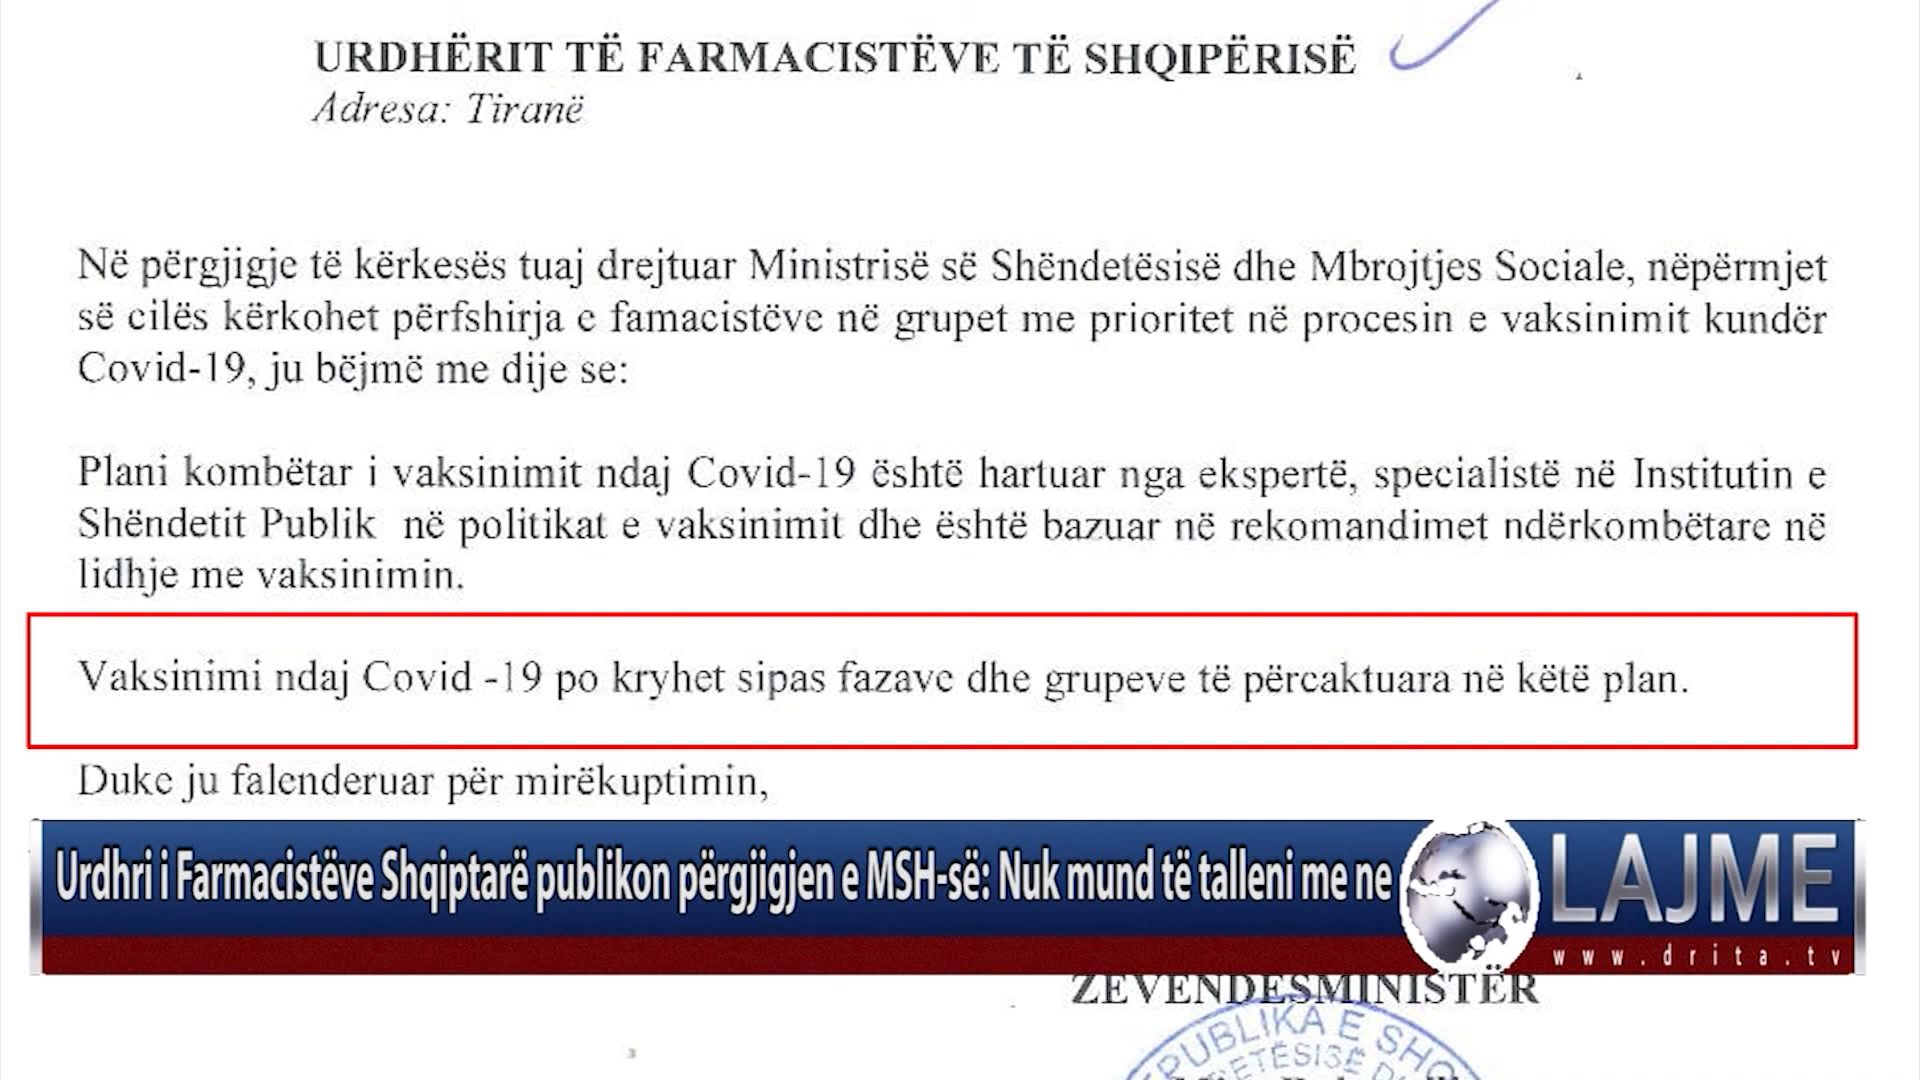 URDHËRIT TË FARMACISTËVE TË SHQIPËRISË
Adresa: Tiranë
Në përgjigje të kërkesës tuaj drejtuar Ministrisë së Shëndetësisë dhe Mbrojtjes Sociale, nëpërmjet
së cilës kërkohet përfshirja e famacistëve në grupet me prioritet në procesin e vaksinimit kundër
Covid-19, ju bëjmë me dije se:
Plani kombëtar i vaksinimit ndaj Covid-19 është hartuar nga ekspertë, specialistë në Institutin e
Shëndetit Publik në politikat e vaksinimit dhe është bazuar në rekomandimet ndërkombëtare në
lidhje me vaksinimin.
Vaksinimi ndaj Covid -19 po kryhet sipas fazave dhe grupeve të përcaktuara në këtë plan.
Duke ju falenderuar për mirëkuptimin,
Urdhri i Farmacistëve Shqiptarë publikon përgjigjen e MSH-së: Nuk mund të talleni me ne
LAJME
www.drita.tv
ZËVENDËSMINISTËR
PUBLIKA E SHQ